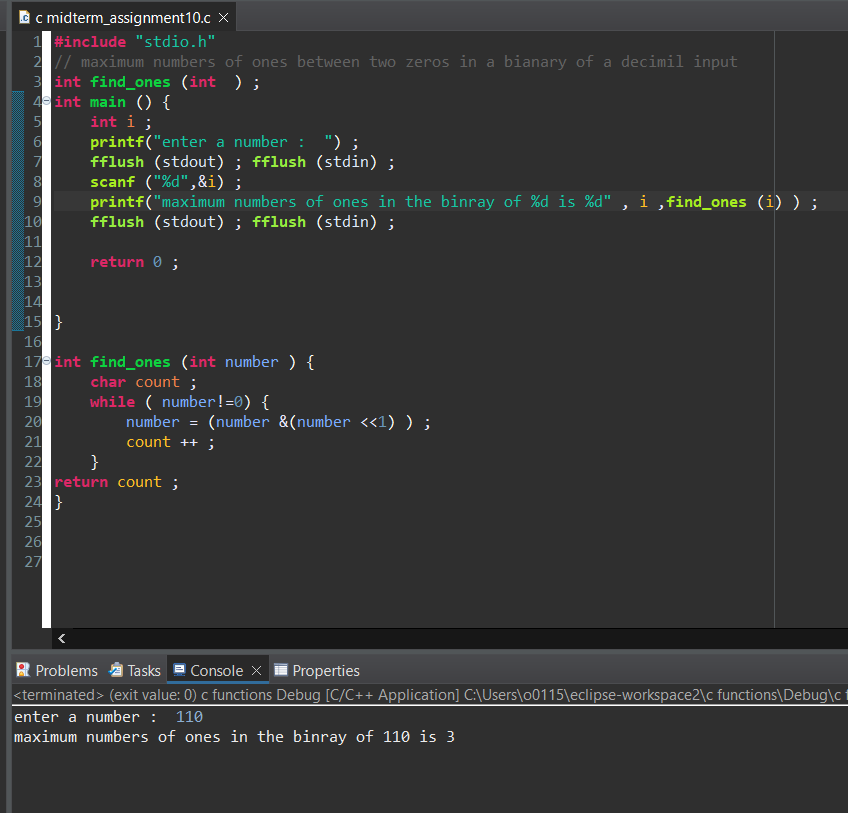 c midterm_assignment10.c
1 #include "stdio.h"
2 // maximum numbers of ones between two zeros in a bianary of a decimil input
3 int find_ones (int  ) ;
4 int main () {
5     int i ;
6     printf("enter a number :  ") ;
7     fflush (stdout) ; fflush (stdin) ;
8     scanf ("%d",&i) ;
9     printf("maximum numbers of ones in the binray of %d is %d" , i ,find_ones (i) ) ;
10     fflush (stdout) ; fflush (stdin) ;
11
12     return 0 ;
13
14
15 }
16
17 int find_ones (int number ) {
18     char count ;
19     while ( number!=0) {
20         number = (number &(number <<1) ) ;
21         count ++ ;
22     }
23 return count ;
24 }
25
26
27
Problems Tasks Console Properties
<terminated> (exit value: 0) c functions Debug [C/C++ Application] C:\Users\o0115\eclipse-workspace2\c functions\Debug\c f
enter a number :  110
maximum numbers of ones in the binray of 110 is 3